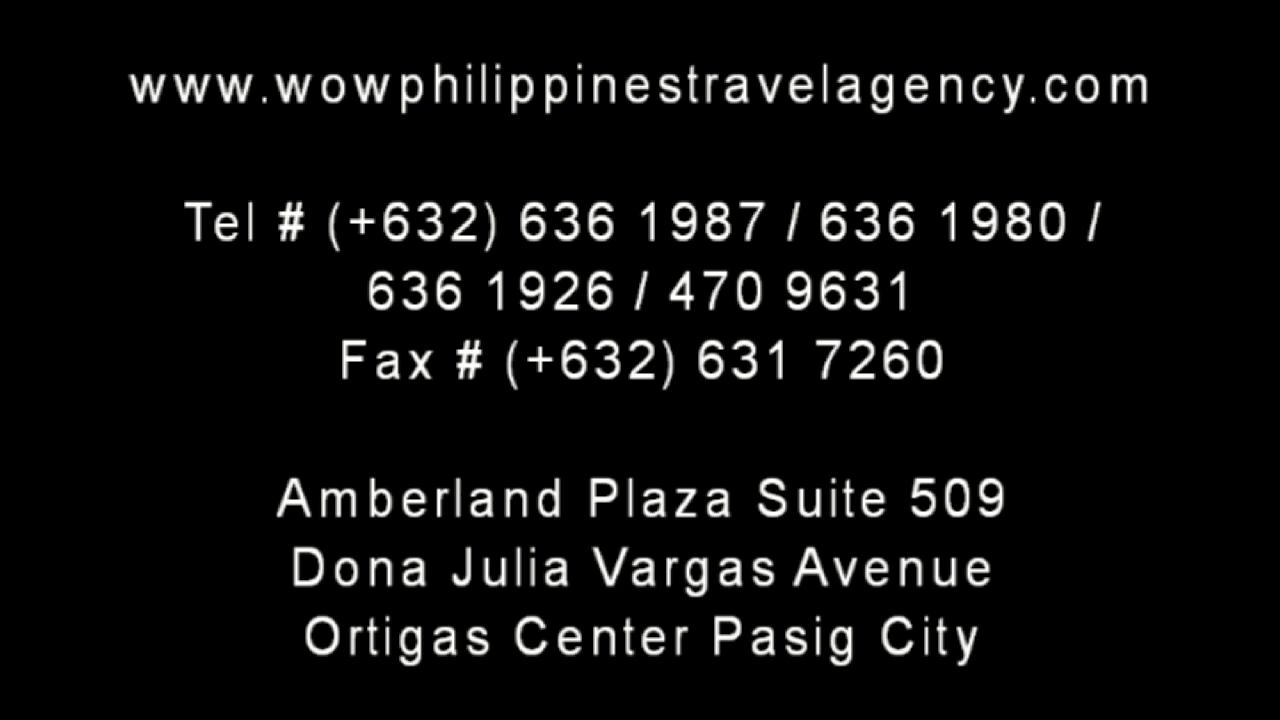 www.wowphilippinestravelagency.com
Tel # (+632) 636 1987 / 636 1980 /
636 1926 / 470 9631
Fax # (+632) 631 7260
Amberland Plaza Suite 509
Dona Julia Vargas Avenue
Ortigas Center Pasig City